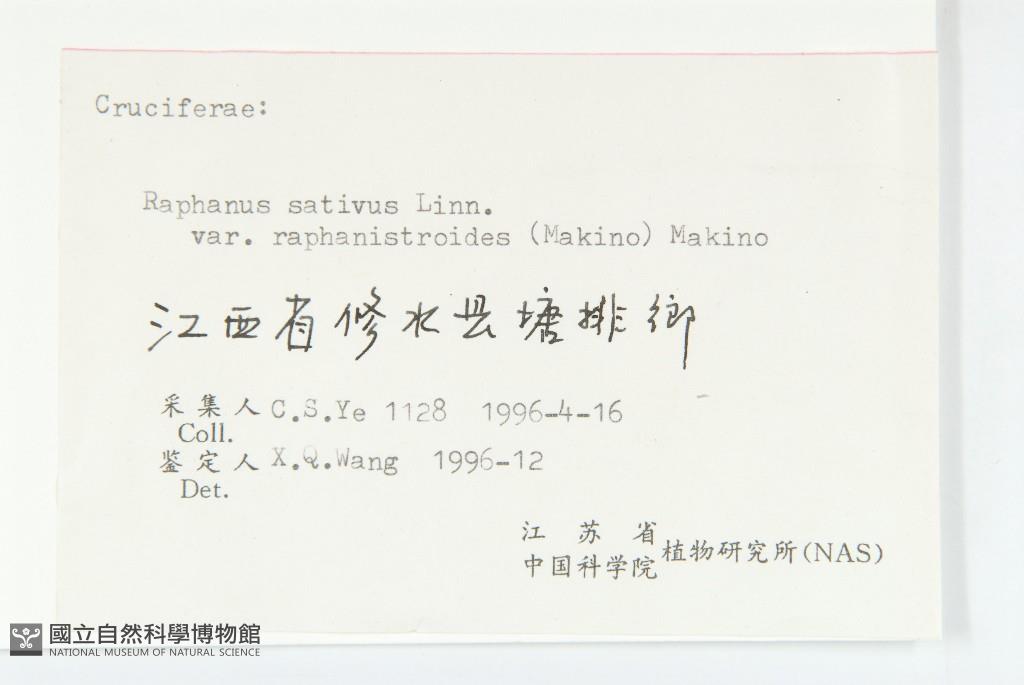 Cruciferae:
Raphanus sativus Linn.
var. raphanistroides (Makino) Makino
江西省修水县塘排鄉
采集人 C.S.Ye 1128 1996-4-16
Coll.
鉴定人 X.Q.Wang 1996-12
Det.
江苏省
中国科学院植物研究所(NAS)
國立自然科學博物館
NATIONAL MUSEUM OF NATURAL SCIENCE